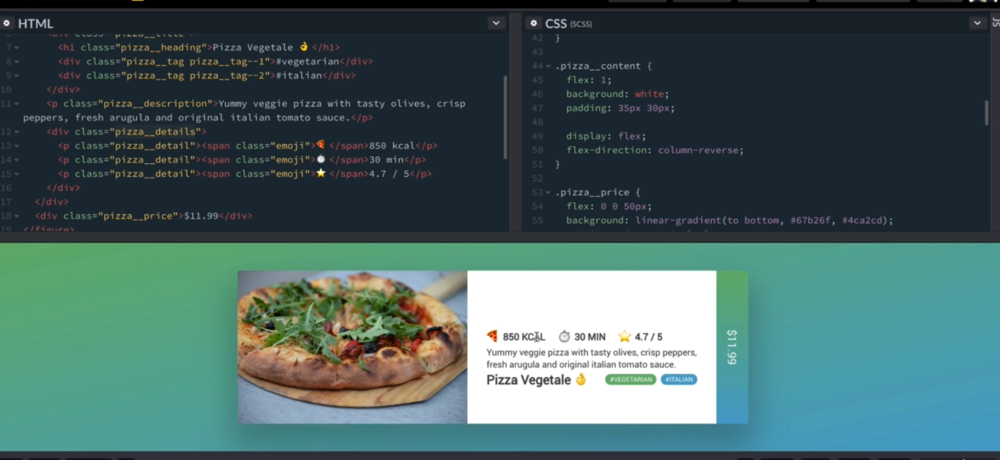 HTML
6 <div class="pizza__title">
7 <h1 class="pizza__heading">Pizza Vegetale 👌</h1>
8 <div class="pizza__tag pizza__tag--1">#vegetarian</div>
9 <div class="pizza__tag pizza__tag--2">#italian</div>
10 </div>
11 <p class="pizza__description">Yummy veggie pizza with tasty olives, crisp
peppers, fresh arugula and original italian tomato sauce.</p>
12 <div class="pizza__details">
13 <p class="pizza__detail"><span class="emoji">🍕</span>850 kcal</p>
14 <p class="pizza__detail"><span class="emoji">⏱</span>30 min</p>
15 <p class="pizza__detail"><span class="emoji">⭐</span>4.7 / 5</p>
16 </div>
17 </div>
18 <div class="pizza__price">$11.99</div>
19 </figure>
CSS (SCSS)
JS
42 }
43
44 .pizza__content {
45 flex: 1;
46 background: white;
47 padding: 35px 30px;
48
49 display: flex;
50 flex-direction: column-reverse;
51 }
52
53 .pizza__price {
54 flex: 0 0 50px;
55 background: linear-gradient(to bottom, #67b26f, #4ca2cd);
🍕 850 KCAL ⏱ 30 MIN ⭐ 4.7 / 5
Yummy veggie pizza with tasty olives, crisp peppers,
fresh arugula and original italian tomato sauce.
Pizza Vegetale 👌 #VEGETARIAN #ITALIAN
$11.99